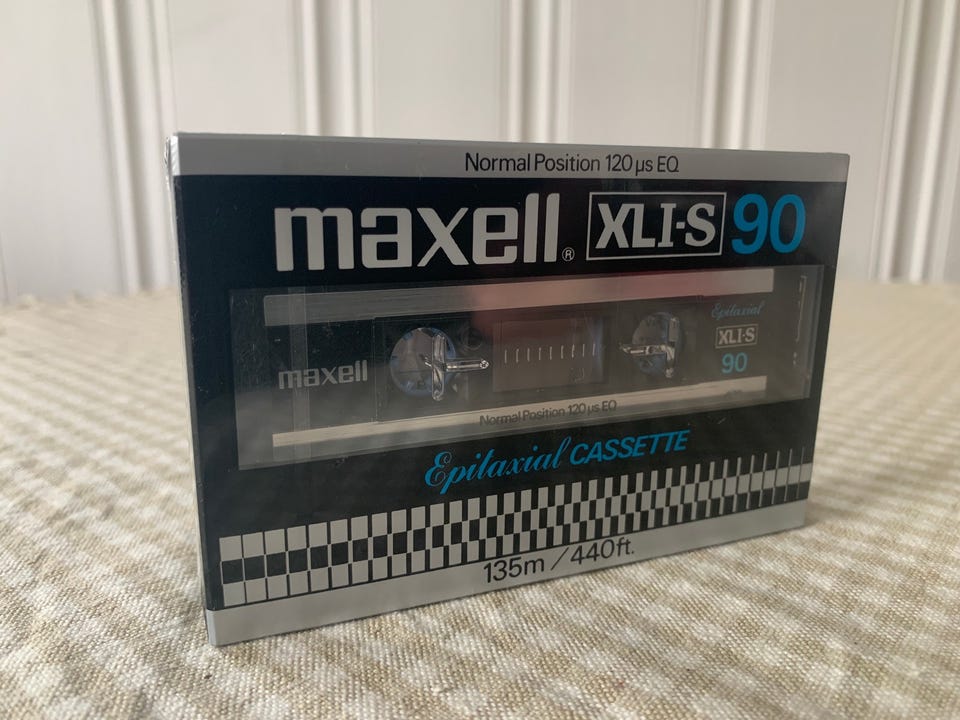 Normal Position 120 µs EQ
maxell® XLI-S 90
Epitaxial
XLI-S
maxell 90
Normal Position 120 µs EQ
Epitaxial CASSETTE
135m / 440ft.